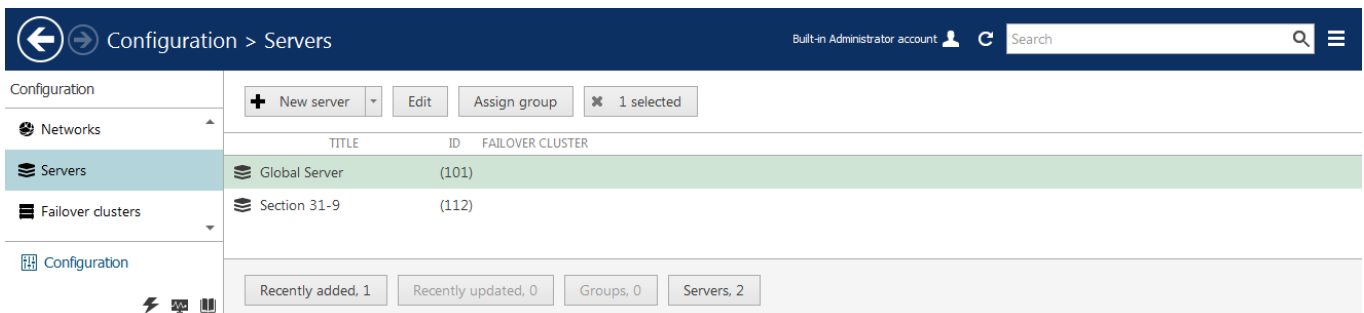 Configuration > Servers
Built-in Administrator account
Search
Configuration
Networks
Servers
Failover clusters
Configuration
New server
Edit
Assign group
1 selected
TITLE ID FAILOVER CLUSTER
Global Server (101)
Section 31-9 (112)
Recently added, 1
Recently updated, 0
Groups, 0
Servers, 2